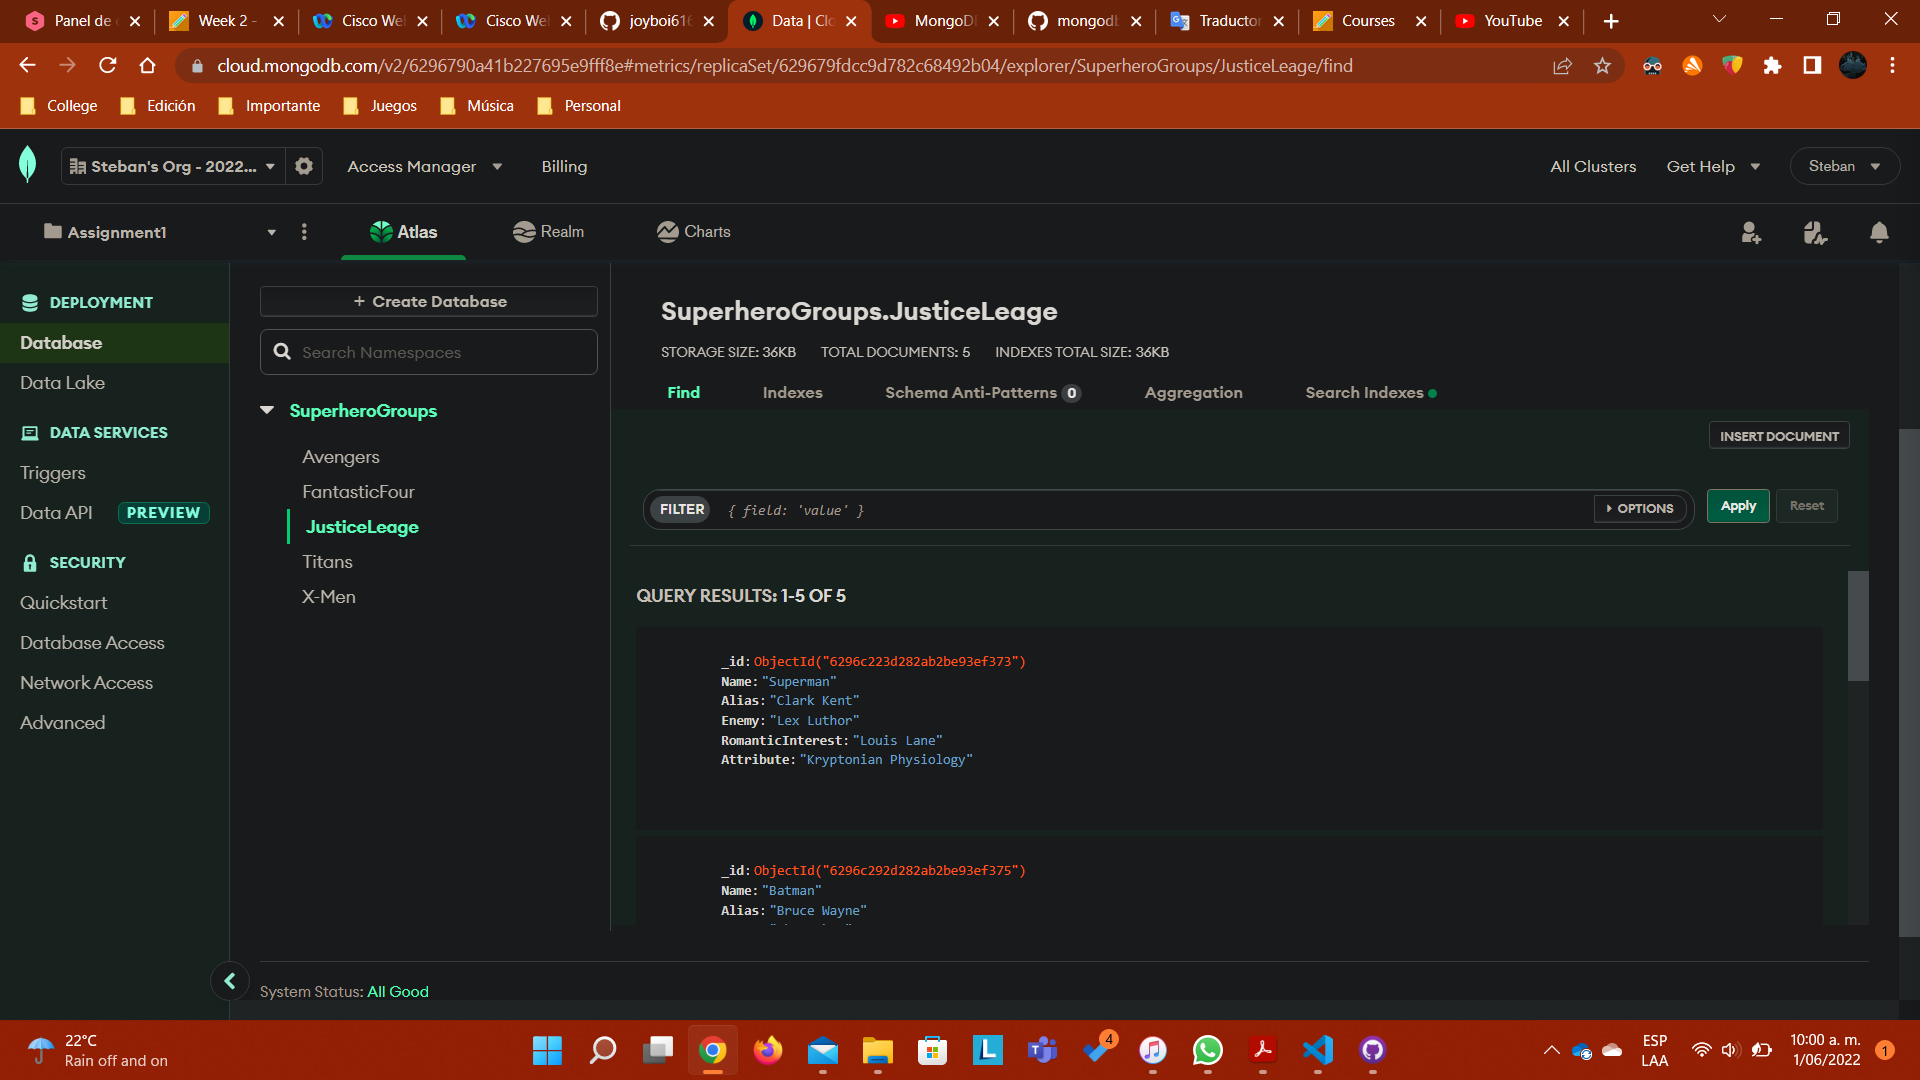 Panel de
Week 2 -
Cisco We
Cisco We
joyboi616
Data | Cl
MongoD
mongodb
Traductor
Courses
YouTube
cloud.mongodb.com/v2/6296790a41b227695e9fff8e#metrics/replicaSet/629679fdcc9d782c68492b04/explorer/SuperheroGroups/JusticeLeage/find
College
Edición
Importante
Juegos
Música
Personal
Steban's Org - 2022...
Access Manager
Billing
All Clusters
Get Help
Steban
Assignment1
Atlas
Realm
Charts
DEPLOYMENT
Database
Data Lake
DATA SERVICES
Triggers
Data API PREVIEW
SECURITY
Quickstart
Database Access
Network Access
Advanced
+ Create Database
Search Namespaces
SuperheroGroups
Avengers
FantasticFour
JusticeLeage
Titans
X-Men
SuperheroGroups.JusticeLeage
STORAGE SIZE: 36KB TOTAL DOCUMENTS: 5 INDEXES TOTAL SIZE: 36KB
Find
Indexes
Schema Anti-Patterns 0
Aggregation
Search Indexes
INSERT DOCUMENT
FILTER { field: 'value' }
OPTIONS
Apply
Reset
QUERY RESULTS: 1-5 OF 5
_id: ObjectId("6296c223d282ab2be93ef373")
Name: "Superman"
Alias: "Clark Kent"
Enemy: "Lex Luthor"
RomanticInterest: "Louis Lane"
Attribute: "Kryptonian Physiology"
_id: ObjectId("6296c292d282ab2be93ef375")
Name: "Batman"
Alias: "Bruce Wayne"
System Status: All Good
22°C
Rain off and on
4
ESP
LAA
10:00 a. m.
1/06/2022
1